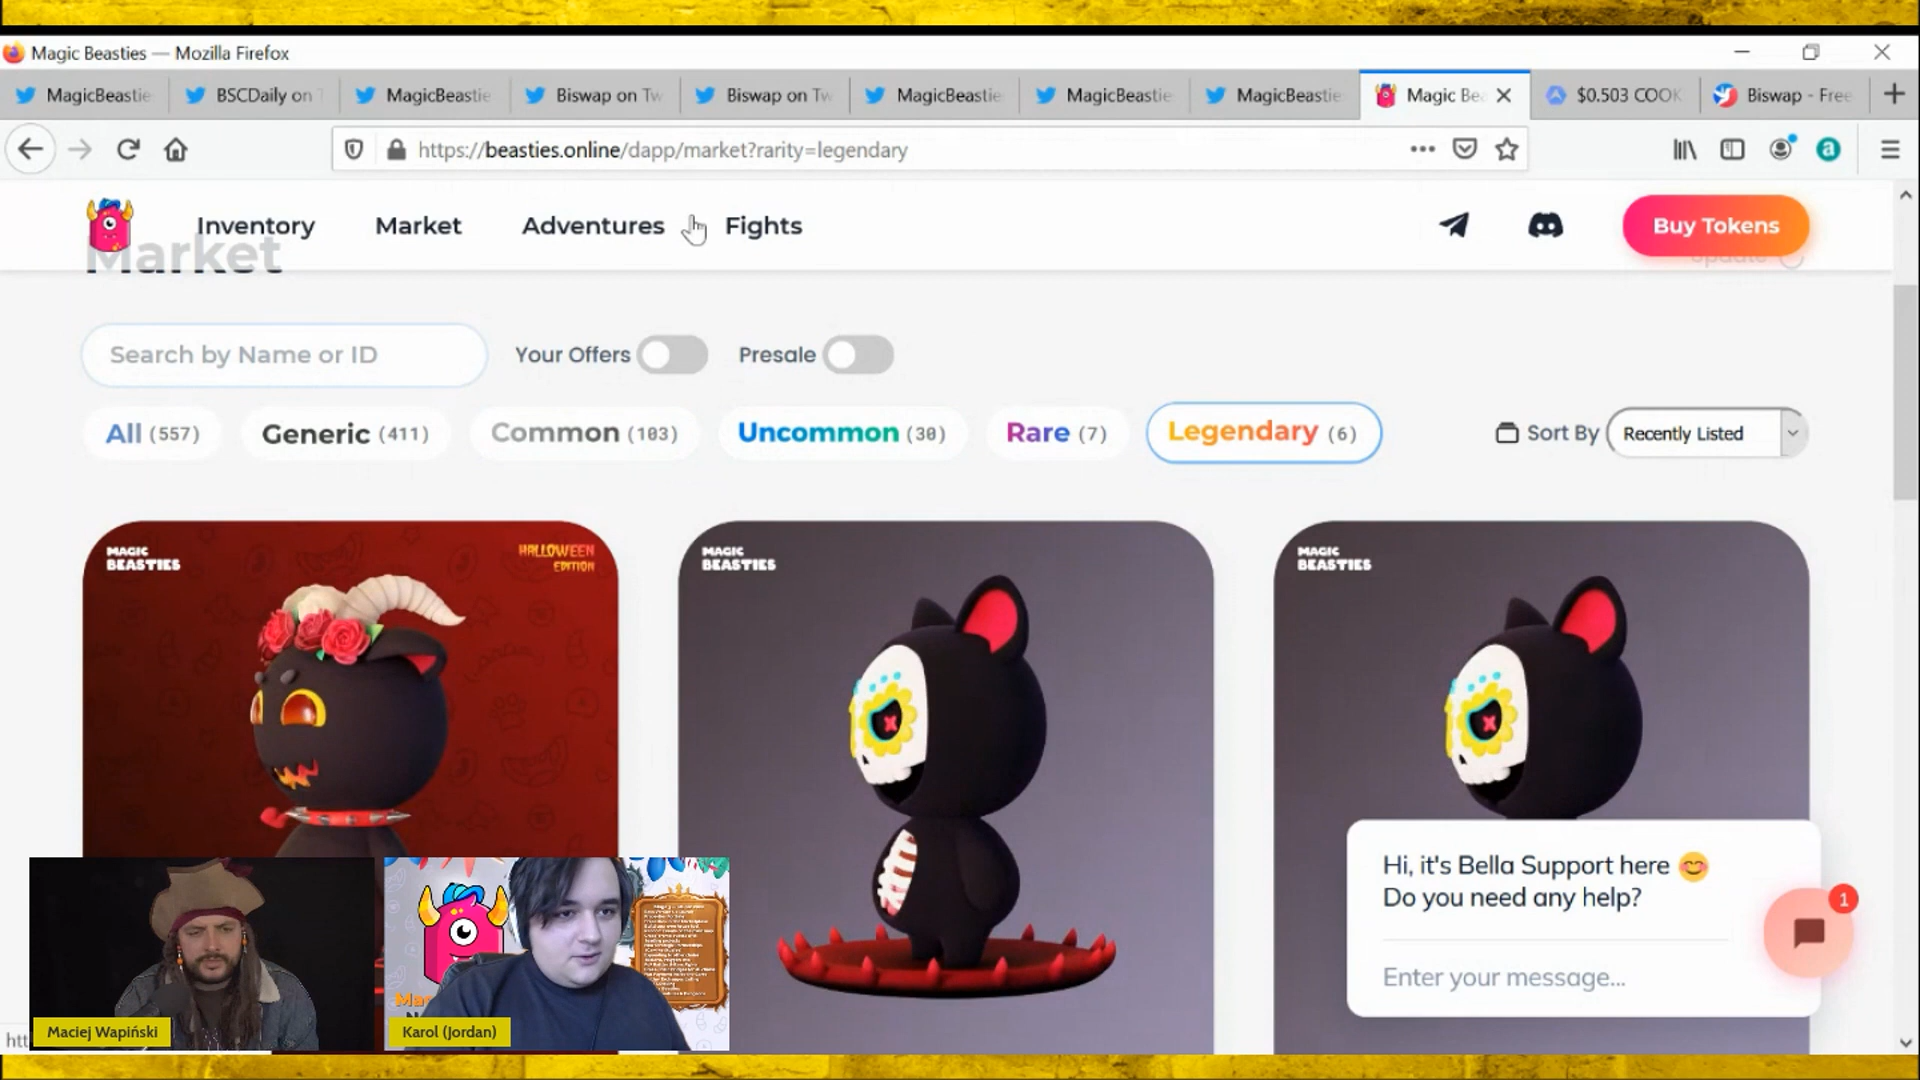 Magic Beasties — Mozilla Firefox
MagicBeastie
BSCDaily on T
MagicBeastie
Biswap on Tw
Biswap on Tw
MagicBeastie
MagicBeastie
MagicBeastie
Magic Bea
$0.503 COOK
Biswap - Free
https://beasties.online/dapp/market?rarity=legendary
Inventory
Market
Adventures
Fights
Buy Tokens
Market
Update
Search by Name or ID
Your Offers
Presale
All (557)
Generic (411)
Common (103)
Uncommon (30)
Rare (7)
Legendary (6)
Sort By
Recently Listed
MAGIC
BEASTIES
HALLOWEEN
EDITION
MAGIC
BEASTIES
MAGIC
BEASTIES
Hi, it's Bella Support here 😊
Do you need any help?
1
Enter your message...
Maciej Wapiński
Karol (Jordan)
htt